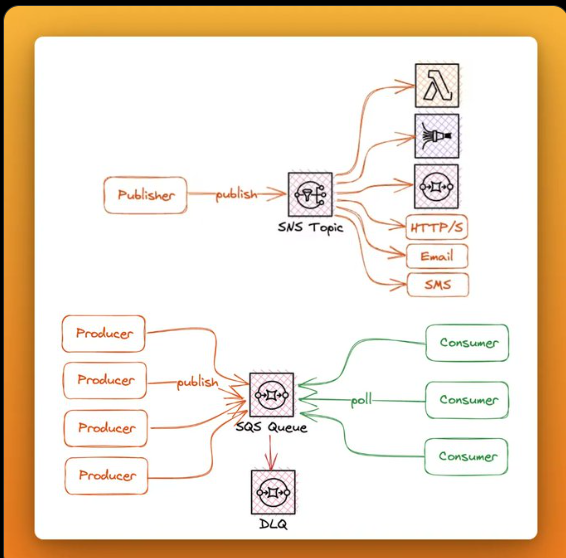 Publisher
publish
SNS Topic
HTTP/S
Email
SMS
Producer
Producer
Producer
Producer
publish
SQS Queue
DLQ
poll
Consumer
Consumer
Consumer